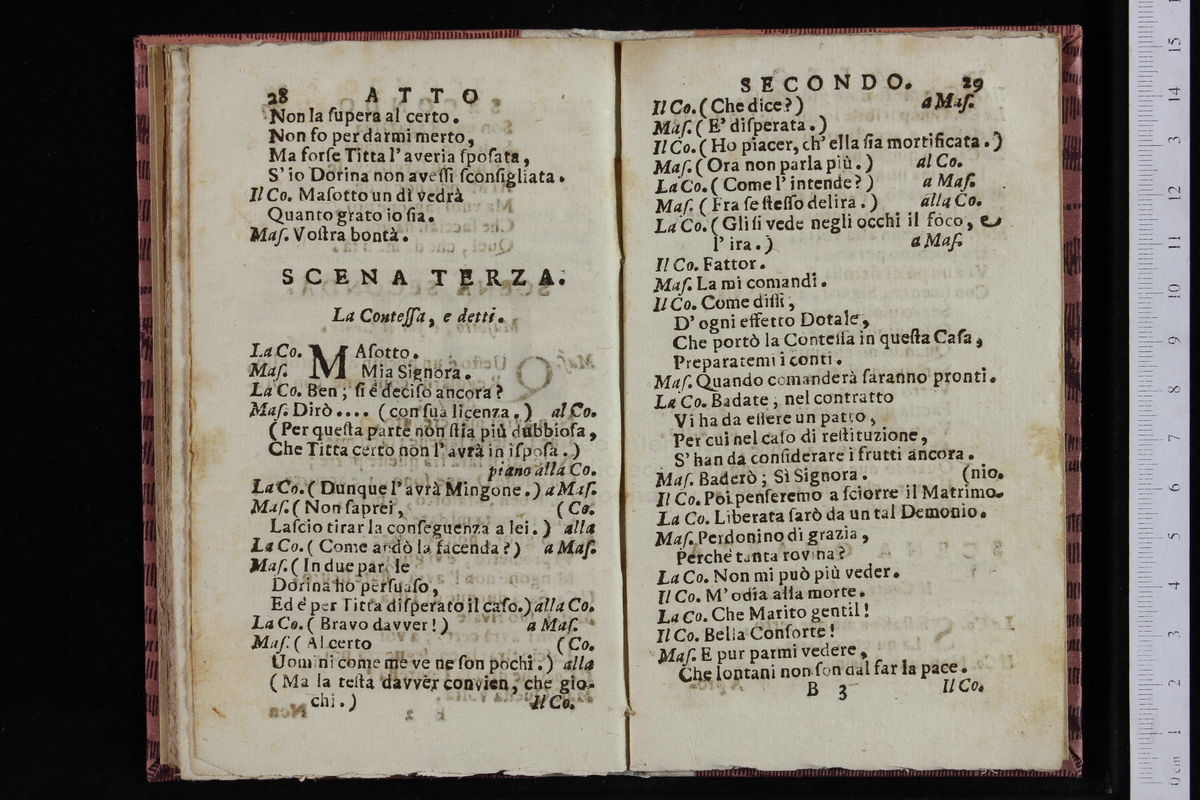 28 ATTO
Non la supera al certo.
Non fo per darmi merto,
Ma forse Titta l'averia sposata,
S'io Dorina non avessi sconsigliata.
Il Co. Masotto un dì vedrà
Quanto grato io sia.
Mas. Vostra bontà.
SCENA TERZA.
La Contessa, e detti.
La Co. MAsotto.
Mas. Mia Signora.
La Co. Ben; si é deciso ancora?
Mas. Dirò.... (con sua licenza.) al Co.
(Per questa parte non stia più dubbiosa,
Che Titta certo non l'avrà in isposa.)
piano alla Co.
La Co. (Dunque l'avrà Mingone.) a Mas.
Mas. (Non saprei, (Co.
Lascio tirar la conseguenza a lei.) alla
La Co. (Come andò la facenda?) a Mas.
Mas. (In due parole
Dorina ho persuaso,
Ed é per Titta disperato il caso.) alla Co.
La Co. (Bravo davver!) a Mas.
Mas. (Al certo (Co.
Uomini come me ve ne son pochi.) alla
(Ma la testa davvèr convien, che gio-
chi.) Il Co.
B 2
Non
SECONDO. 29
Il Co. (Che dice?) a Mas.
Mas. (E' disperata.)
Il Co. (Ho piacer, ch'ella sia mortificata.)
Mas. (Ora non parla più.) al Co.
La Co. (Come l'intende?) a Mas.
Mas. (Fra se stesso delira.) alla Co.
La Co. (Gli si vede negli occhi il foco, e
l'ira.) a Mas.
Il Co. Fattor.
Mas. La mi comandi.
Il Co. Come dissi,
D'ogni effetto Dotale,
Che portò la Contessa in questa Casa,
Preparatemi i conti.
Mas. Quando comanderà saranno pronti.
La Co. Badate, nel contratto
Vi ha da essere un patto,
Per cui nel caso di restituzione,
S'han da considerare i frutti ancora.
Mas. Baderò; Sì Signora. (nio.
Il Co. Poi penseremo a sciorre il Matrimo-
La Co. Liberata sarò da un tal Demonio.
Mas. Perdonino di grazia,
Perchè tanta rovina?
La Co. Non mi può più veder.
Il Co. M'odia alla morte.
La Co. Che Marito gentil!
Il Co. Bella Consorte!
Mas. E pur parmi vedere,
Che lontani non son dal far la pace.
B 3 Il Co.